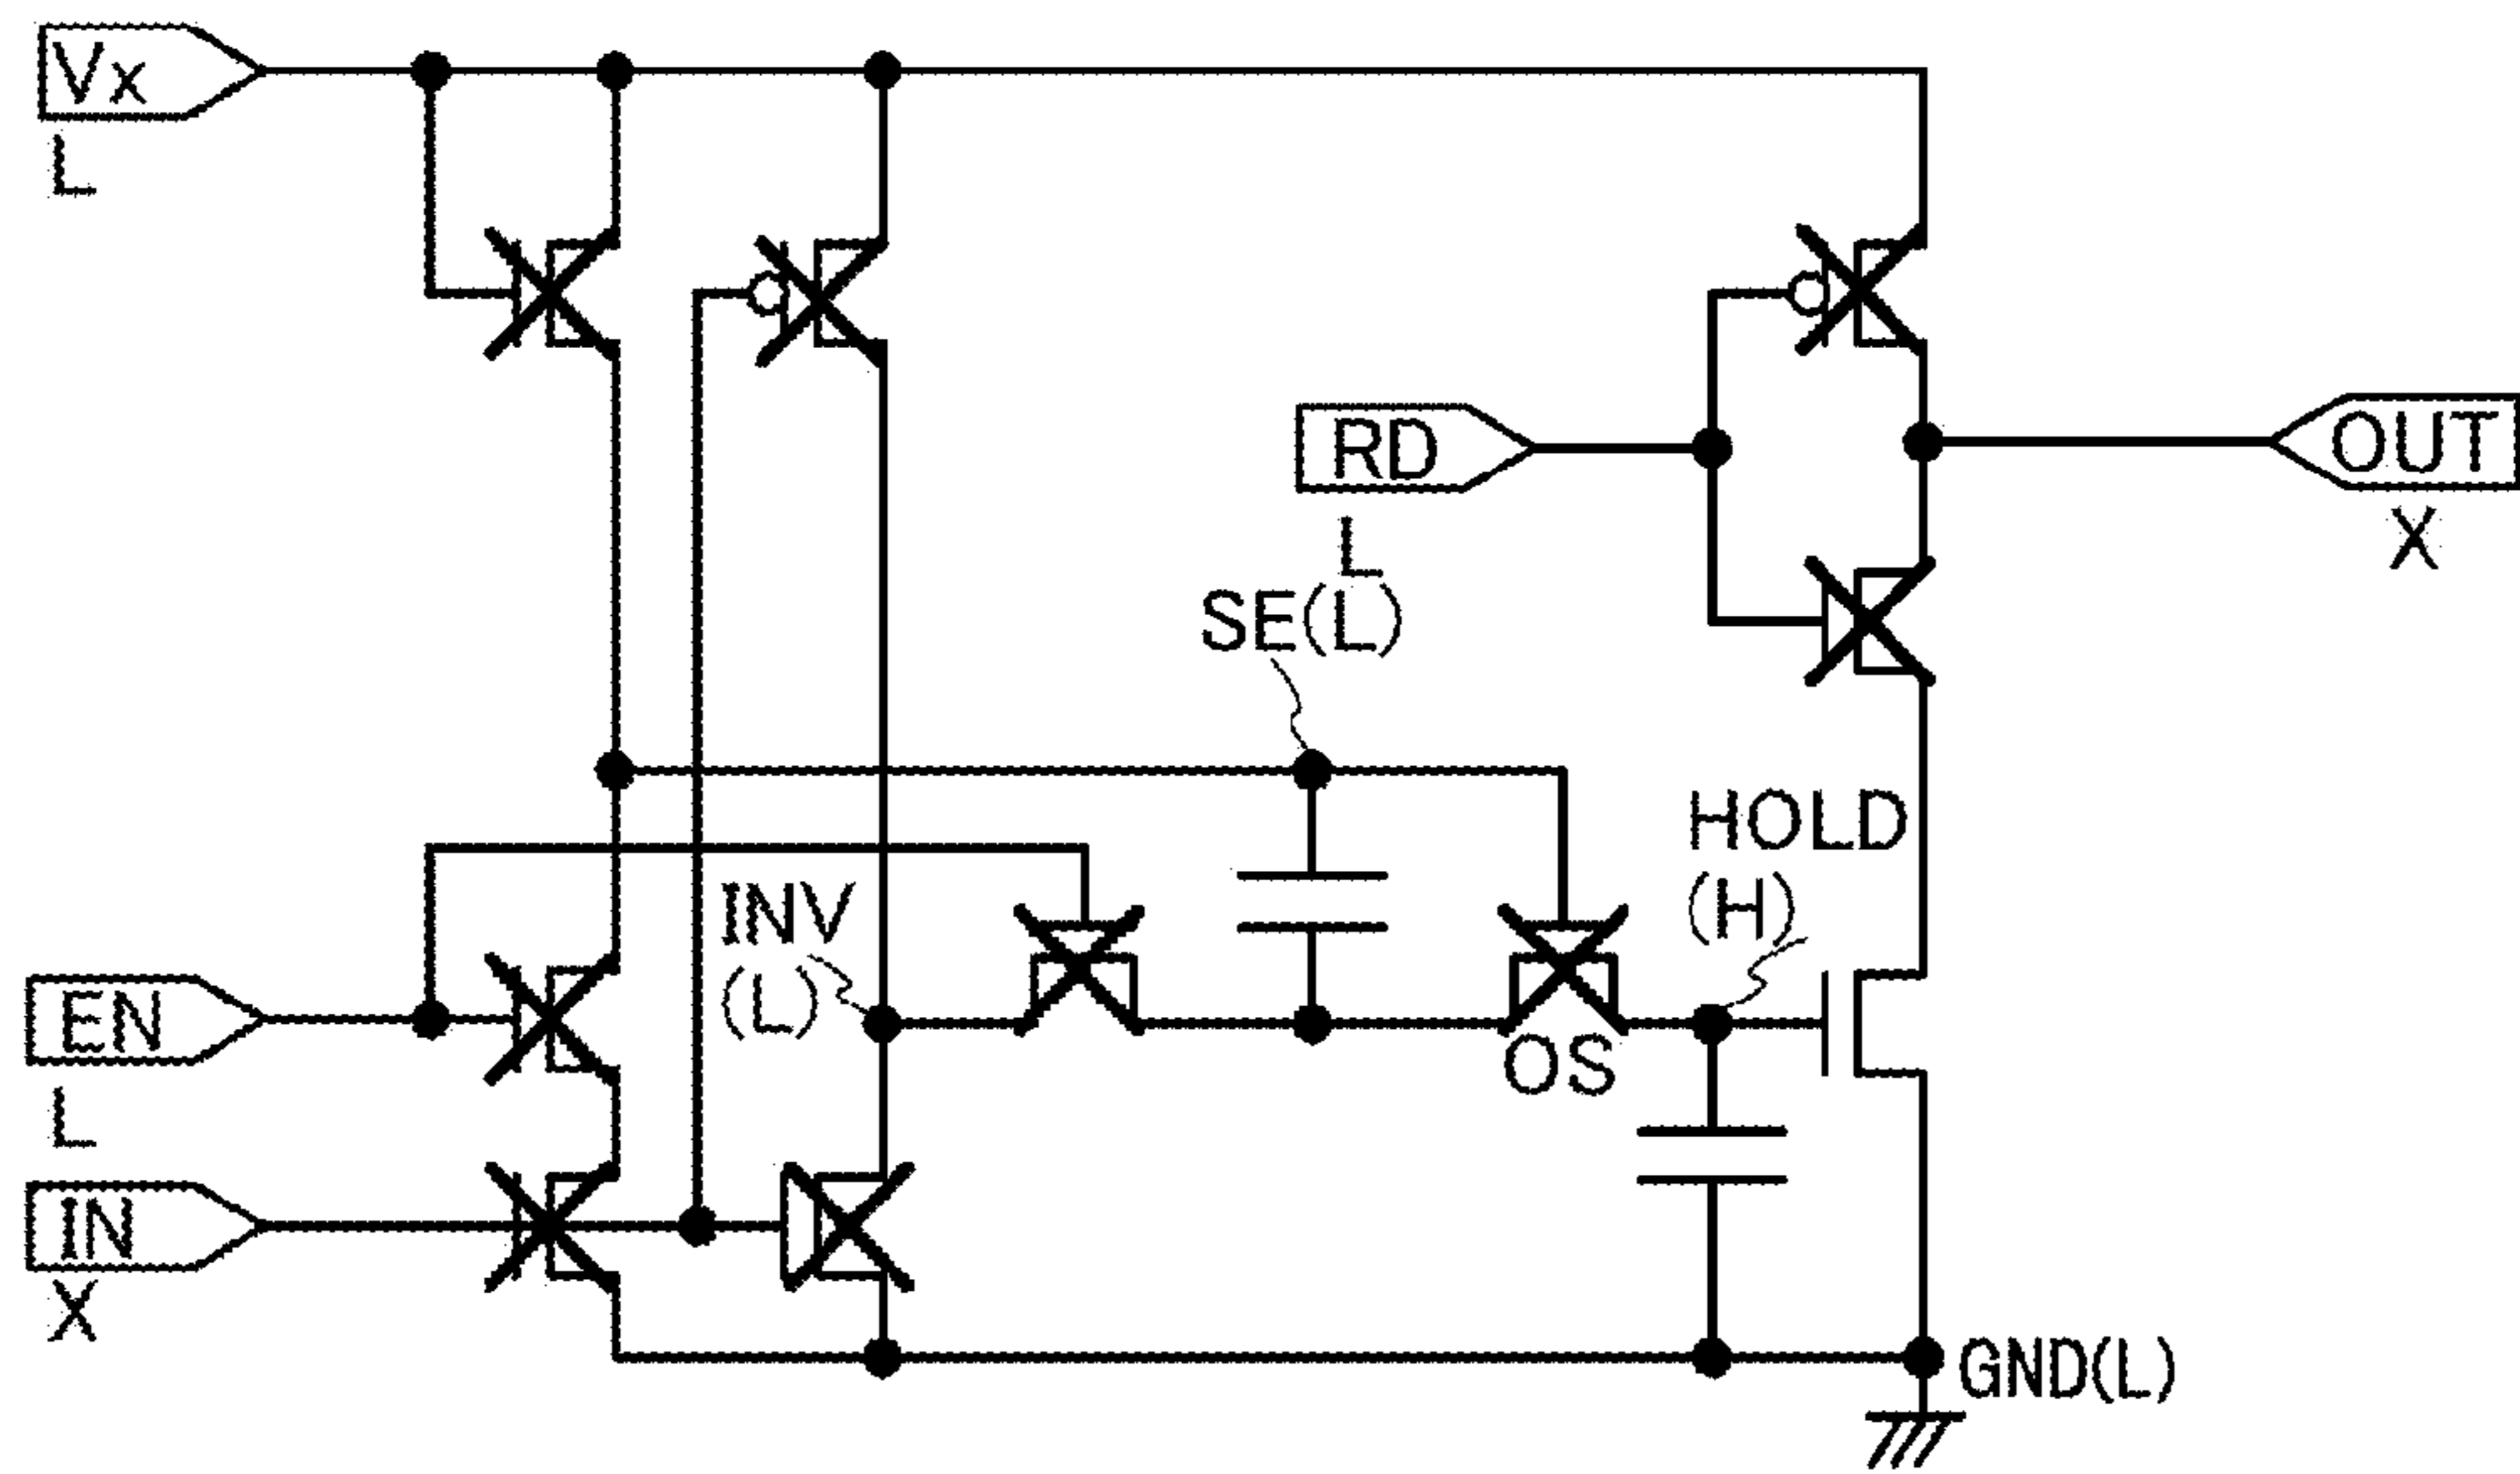 Vx
L
RD
L
OUT
X
SE(L)
HOLD
(H)
INV
(L)
EN
L
OS
IN
X
GND(L)